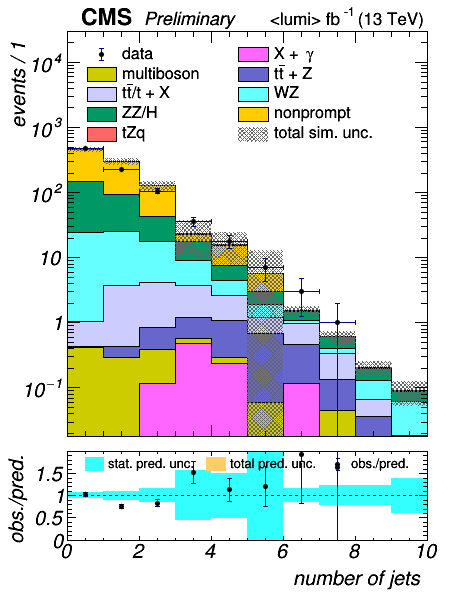 CMS Preliminary <lumi> fb⁻¹ (13 TeV)
events / 1
10⁴
10³
10²
10
1
10⁻¹
data
X + γ
multiboson
tt̄ + Z
tt̄/t + X
WZ
ZZ/H
nonprompt
tZq
total sim. unc.
obs./pred.
1.5
1
0.5
0
stat. pred. unc.
total pred. unc.
obs./pred.
0 2 4 6 8 10
number of jets